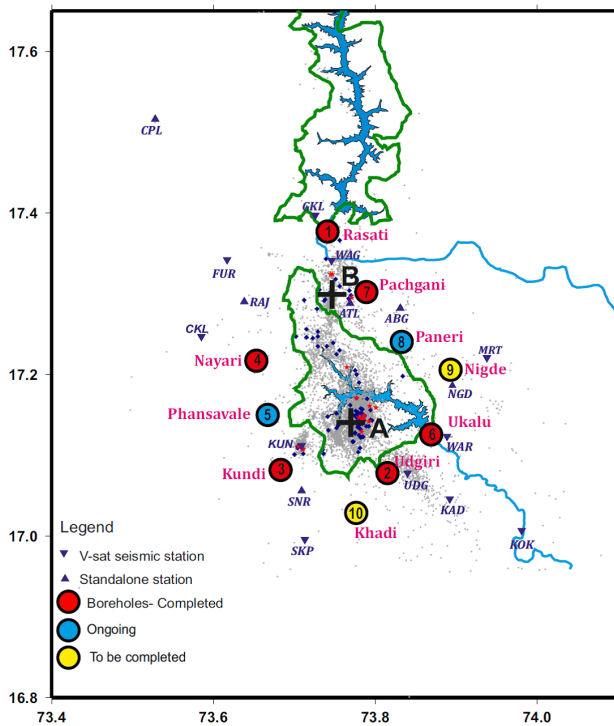 17.6
CPL
17.4
CKL
1
Rasati
WAG
FUR
B
7
Pachgani
RAJ
ATL
ABG
CKL
8
Paneri
MRT
Nayari
4
9
Nigde
NGD
Phansavale
5
17.2
A
6
Ukalu
KUN
WAR
Kundi
3
2
Udgiri
SNR
UDG
KAD
10
Khadi
KOK
SKP
17.0
Legend
V-sat seismic station
Standalone station
Boreholes- Completed
Ongoing
To be completed
16.8
73.4
73.6
73.8
74.0